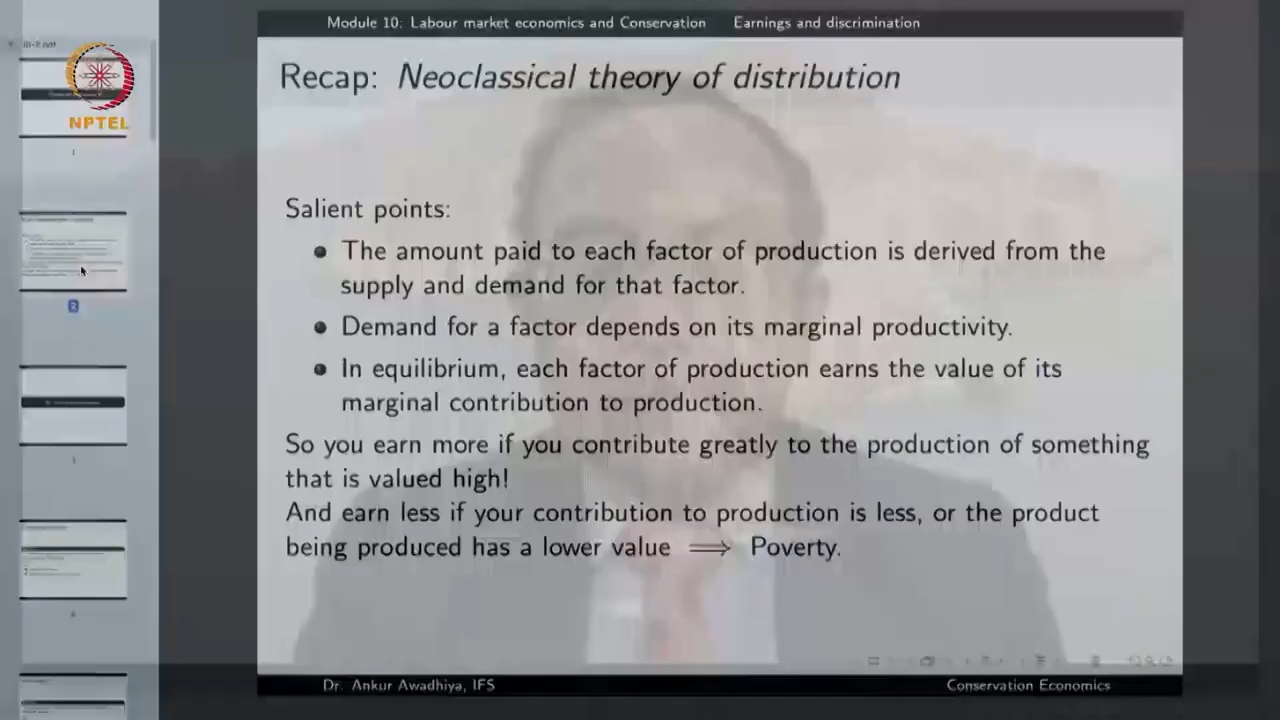 Module 10: Labour market economics and Conservation Earnings and discrimination
NPTEL
Recap: Neoclassical theory of distribution
Salient points:
The amount paid to each factor of production is derived from the
supply and demand for that factor.
Demand for a factor depends on its marginal productivity.
In equilibrium, each factor of production earns the value of its
marginal contribution to production.
So you earn more if you contribute greatly to the production of something
that is valued high!
And earn less if your contribution to production is less, or the product
being produced has a lower value ⟹ Poverty.
2
Dr. Ankur Awadhiya, IFS Conservation Economics